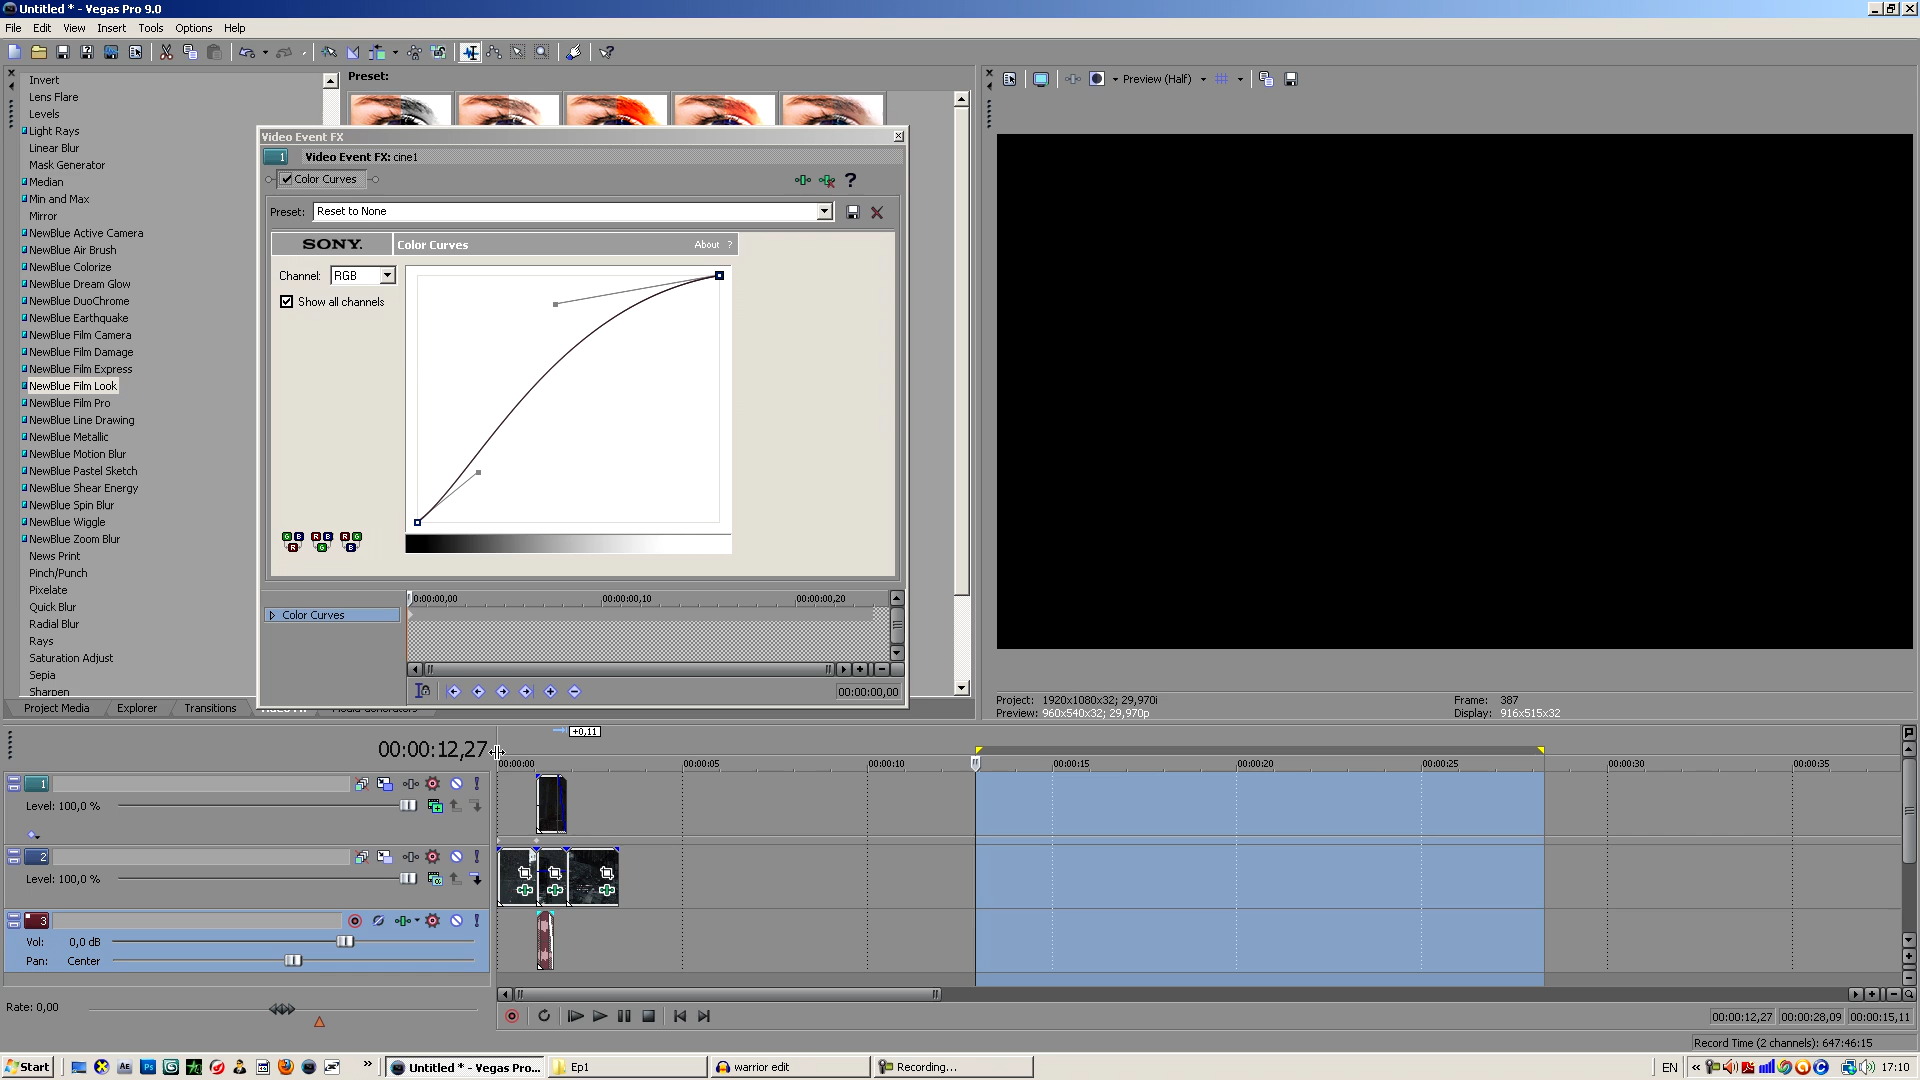 Untitled * - Vegas Pro 9.0
File Edit View Insert Tools Options Help
Invert
Lens Flare
Levels
Light Rays
Linear Blur
Mask Generator
Median
Min and Max
Mirror
NewBlue Active Camera
NewBlue Air Brush
NewBlue Colorize
NewBlue Dream Glow
NewBlue DuoChrome
NewBlue Earthquake
NewBlue Film Camera
NewBlue Film Damage
NewBlue Film Express
NewBlue Film Look
NewBlue Film Pro
NewBlue Line Drawing
NewBlue Metallic
NewBlue Motion Blur
NewBlue Pastel Sketch
NewBlue Shear Energy
NewBlue Spin Blur
NewBlue Wiggle
NewBlue Zoom Blur
News Print
Pinch/Punch
Pixelate
Quick Blur
Radial Blur
Rays
Saturation Adjust
Sepia
Sharpen
Preset:
Video Event FX
1 Video Event FX: cine1
Color Curves
Preset: Reset to None
SONY. Color Curves About ?
Channel: RGB
Show all channels
G B R R B G R G B
0:00:00,00 00:00:00,10 00:00:00,20
Color Curves
00:00:00,00
Project Media Explorer Transitions
Preview (Half)
Project: 1920x1080x32; 29,970i
Preview: 960x540x32; 29,970p
Frame: 387
Display: 916x515x32
+0,11
00:00:12,27
00:00:00 00:00:05 00:00:10 00:00:15 00:00:20 00:00:25 00:00:30 00:00:35
1
Level: 100,0 %
2
Level: 100,0 %
3
Vol: 0,0 dB
Pan: Center
Rate: 0,00
00:00:12,27 00:00:28,09 00:00:15,11
Record Time (2 channels): 647:46:15
Start
Ae
Ps
Untitled * - Vegas Pro...
Ep1
warrior edit
Recording...
EN
17:10